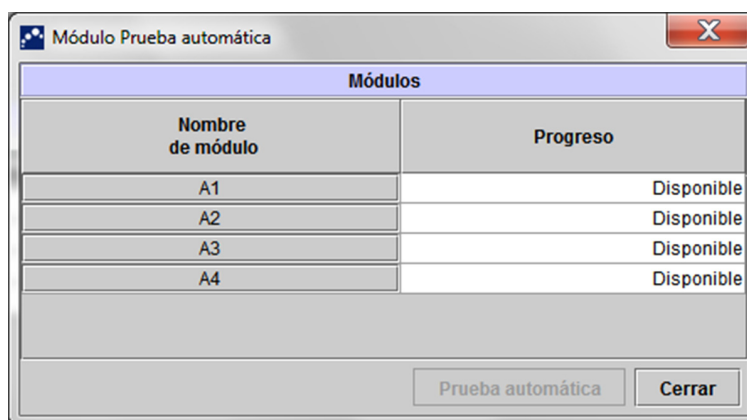 Módulo Prueba automática
Módulos
Nombre
de módulo
Progreso
A1 Disponible
A2 Disponible
A3 Disponible
A4 Disponible
Prueba automática Cerrar